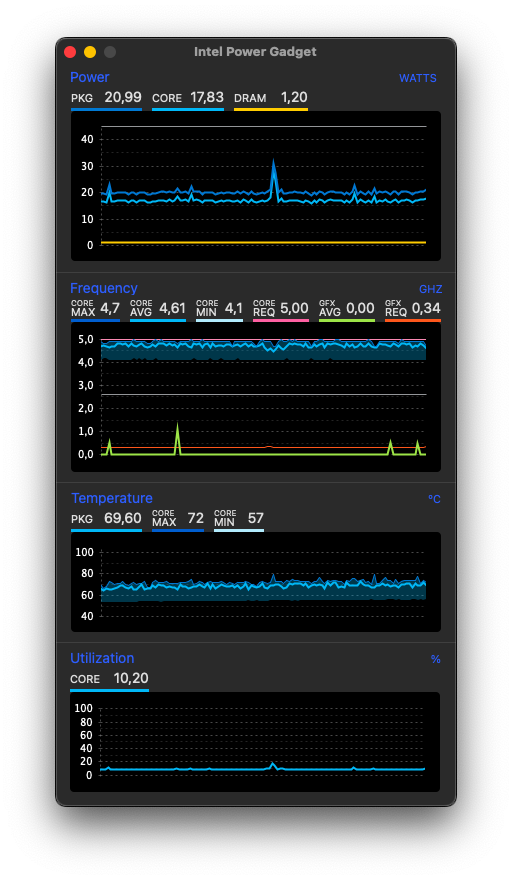 Intel Power Gadget
Power WATTS
PKG 20,99 CORE 17,83 DRAM 1,20
40
30
20
10
0
Frequency GHZ
CORE MAX 4,7 CORE AVG 4,61 CORE MIN 4,1 CORE REQ 5,00 GFX AVG 0,00 GFX REQ 0,34
5,0
4,0
3,0
2,0
1,0
0,0
Temperature °C
PKG 69,60 CORE MAX 72 CORE MIN 57
100
80
60
40
Utilization %
CORE 10,20
100
80
60
40
20
0